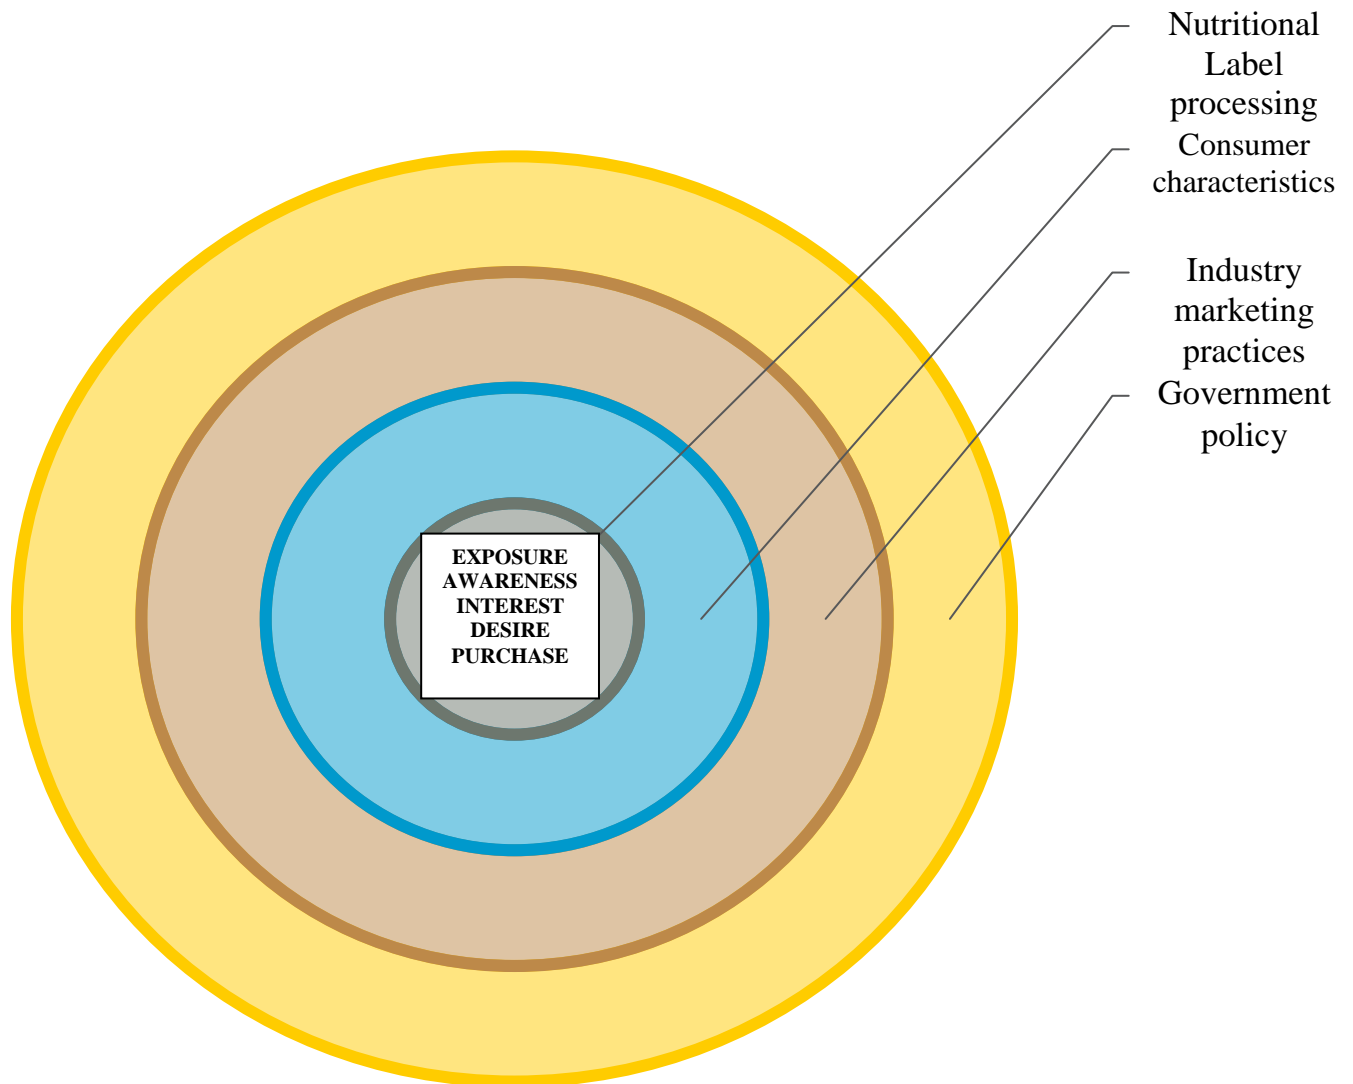 Nutritional
Label
processing
Consumer
characteristics
Industry
marketing
practices
Government
policy
EXPOSURE
AWARENESS
INTEREST
DESIRE
PURCHASE